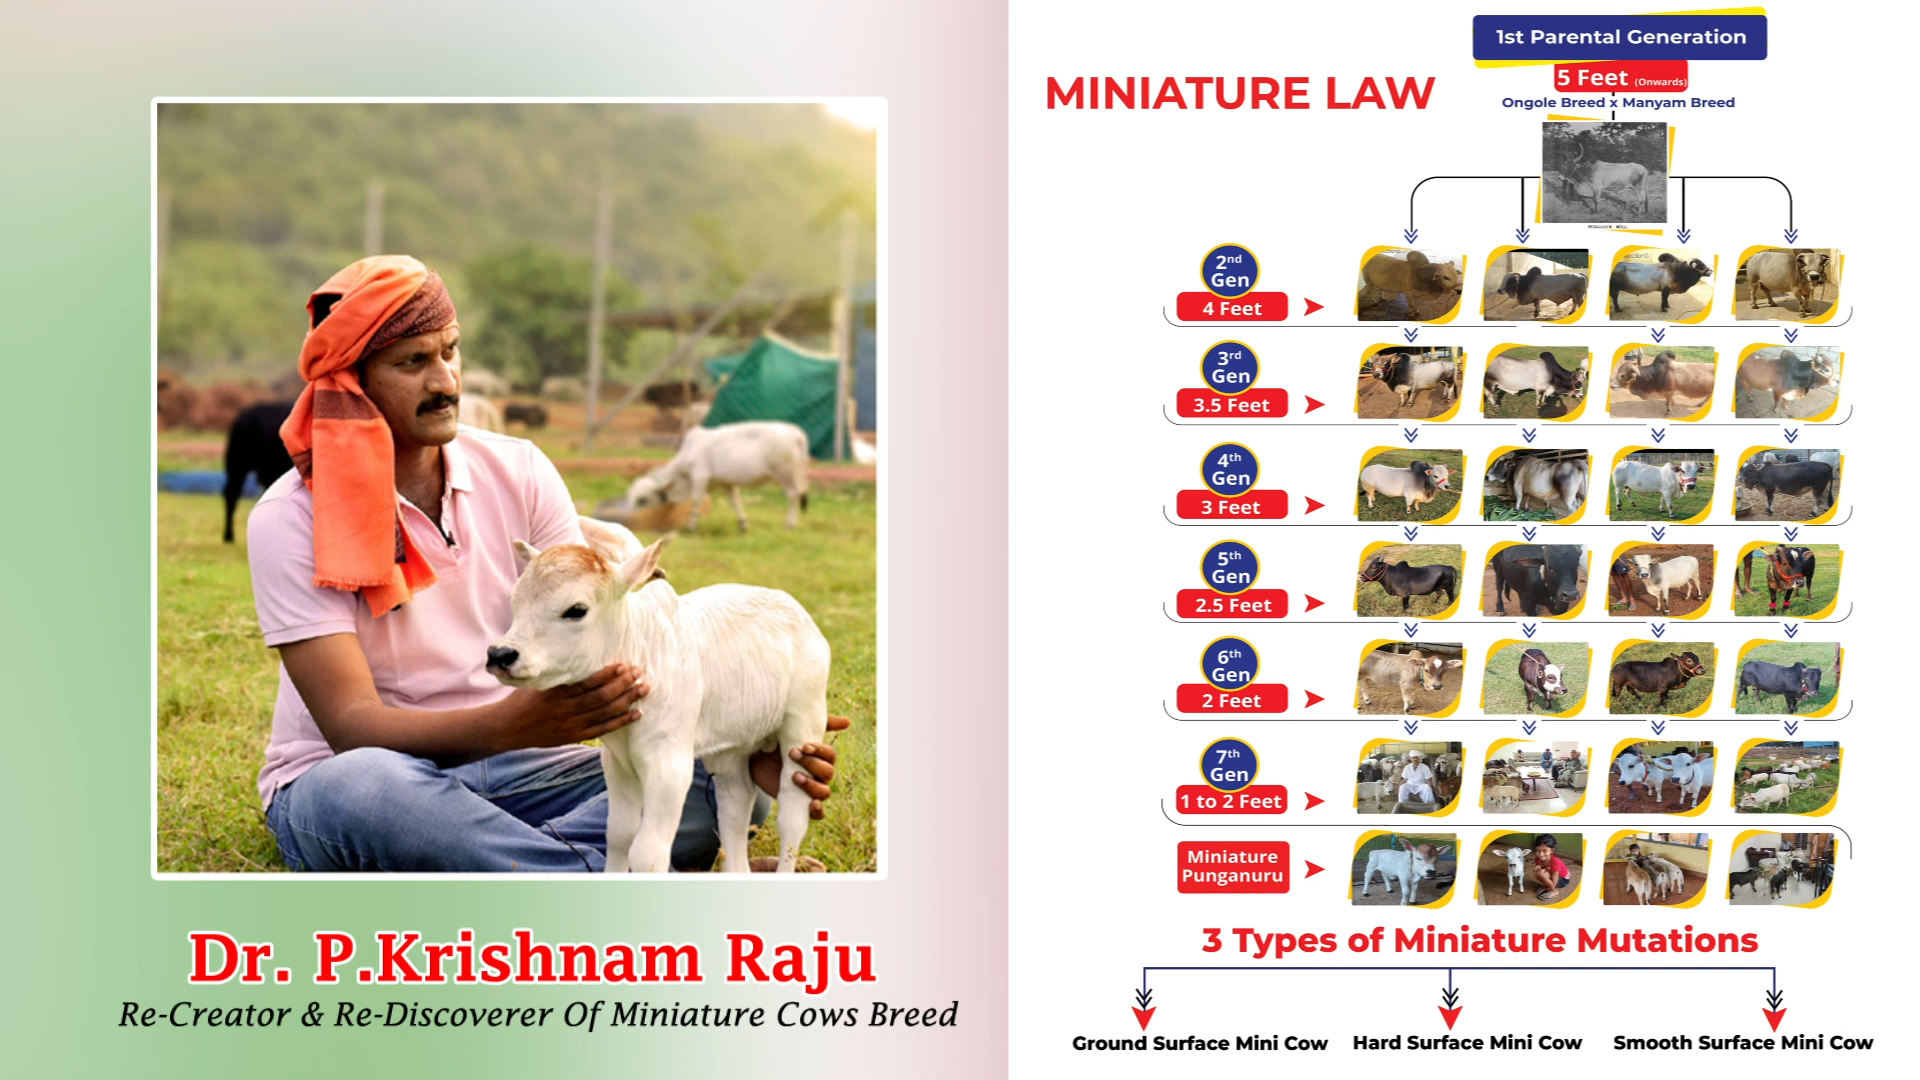 Dr. P.Krishnam Raju
Re-Creator & Re-Discoverer Of Miniature Cows Breed
MINIATURE LAW
1st Parental Generation
5 Feet (Onwards)
Ongole Breed x Manyam Breed
2nd
Gen
4 Feet
3rd
Gen
3.5 Feet
4th
Gen
3 Feet
5th
Gen
2.5 Feet
6th
Gen
2 Feet
7th
Gen
1 to 2 Feet
Miniature
Punganuru
3 Types of Miniature Mutations
Ground Surface Mini Cow
Hard Surface Mini Cow
Smooth Surface Mini Cow